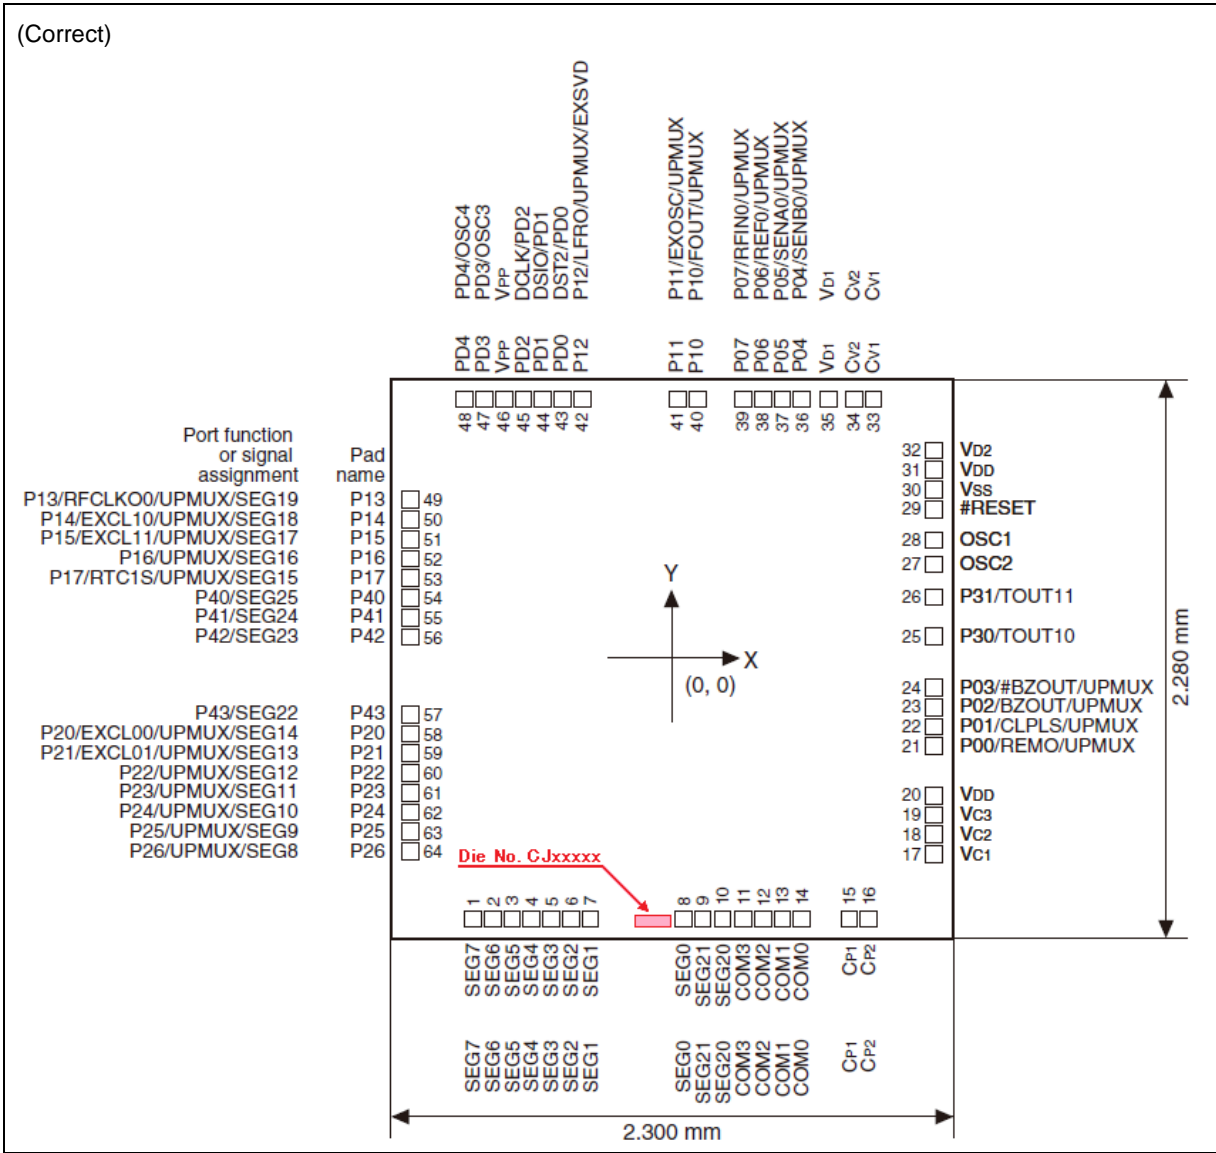 (Correct)
PD4/OSC4
PD3/OSC3
VPP
DCLK/PD2
DSIO/PD1
DST2/PD0
P12/LFRO/UPMUX/EXSVD
P11/EXOSC/UPMUX
P10/FOUT/UPMUX
P07/RFIN0/UPMUX
P06/REF0/UPMUX
P05/SENA0/UPMUX
P04/SENB0/UPMUX
VD1
CV2
CV1
PD4
PD3
VPP
PD2
PD1
PD0
P12
P11
P10
P07
P06
P05
P04
VD1
CV2
CV1
48
47
46
45
44
43
42
41
40
39
38
37
36
35
34
33
Port function
or signal
assignment
Pad
name
P13/RFCLKO0/UPMUX/SEG19 P13 49
P14/EXCL10/UPMUX/SEG18 P14 50
P15/EXCL11/UPMUX/SEG17 P15 51
P16/UPMUX/SEG16 P16 52
P17/RTC1S/UPMUX/SEG15 P17 53
P40/SEG25 P40 54
P41/SEG24 P41 55
P42/SEG23 P42 56
P43/SEG22 P43 57
P20/EXCL00/UPMUX/SEG14 P20 58
P21/EXCL01/UPMUX/SEG13 P21 59
P22/UPMUX/SEG12 P22 60
P23/UPMUX/SEG11 P23 61
P24/UPMUX/SEG10 P24 62
P25/UPMUX/SEG9 P25 63
P26/UPMUX/SEG8 P26 64
Y
X
(0, 0)
32 VD2
31 VDD
30 VSS
29 #RESET
28 OSC1
27 OSC2
26 P31/TOUT11
25 P30/TOUT10
24 P03/#BZOUT/UPMUX
23 P02/BZOUT/UPMUX
22 P01/CLPLS/UPMUX
21 P00/REMO/UPMUX
20 VDD
19 VC3
18 VC2
17 VC1
2.280 mm
Die No. CJxxxxx
1
2
3
4
5
6
7
8
9
10
11
12
13
14
15
16
SEG7
SEG6
SEG5
SEG4
SEG3
SEG2
SEG1
SEG0
SEG21
SEG20
COM3
COM2
COM1
COM0
CP1
CP2
SEG7
SEG6
SEG5
SEG4
SEG3
SEG2
SEG1
SEG0
SEG21
SEG20
COM3
COM2
COM1
COM0
CP1
CP2
2.300 mm